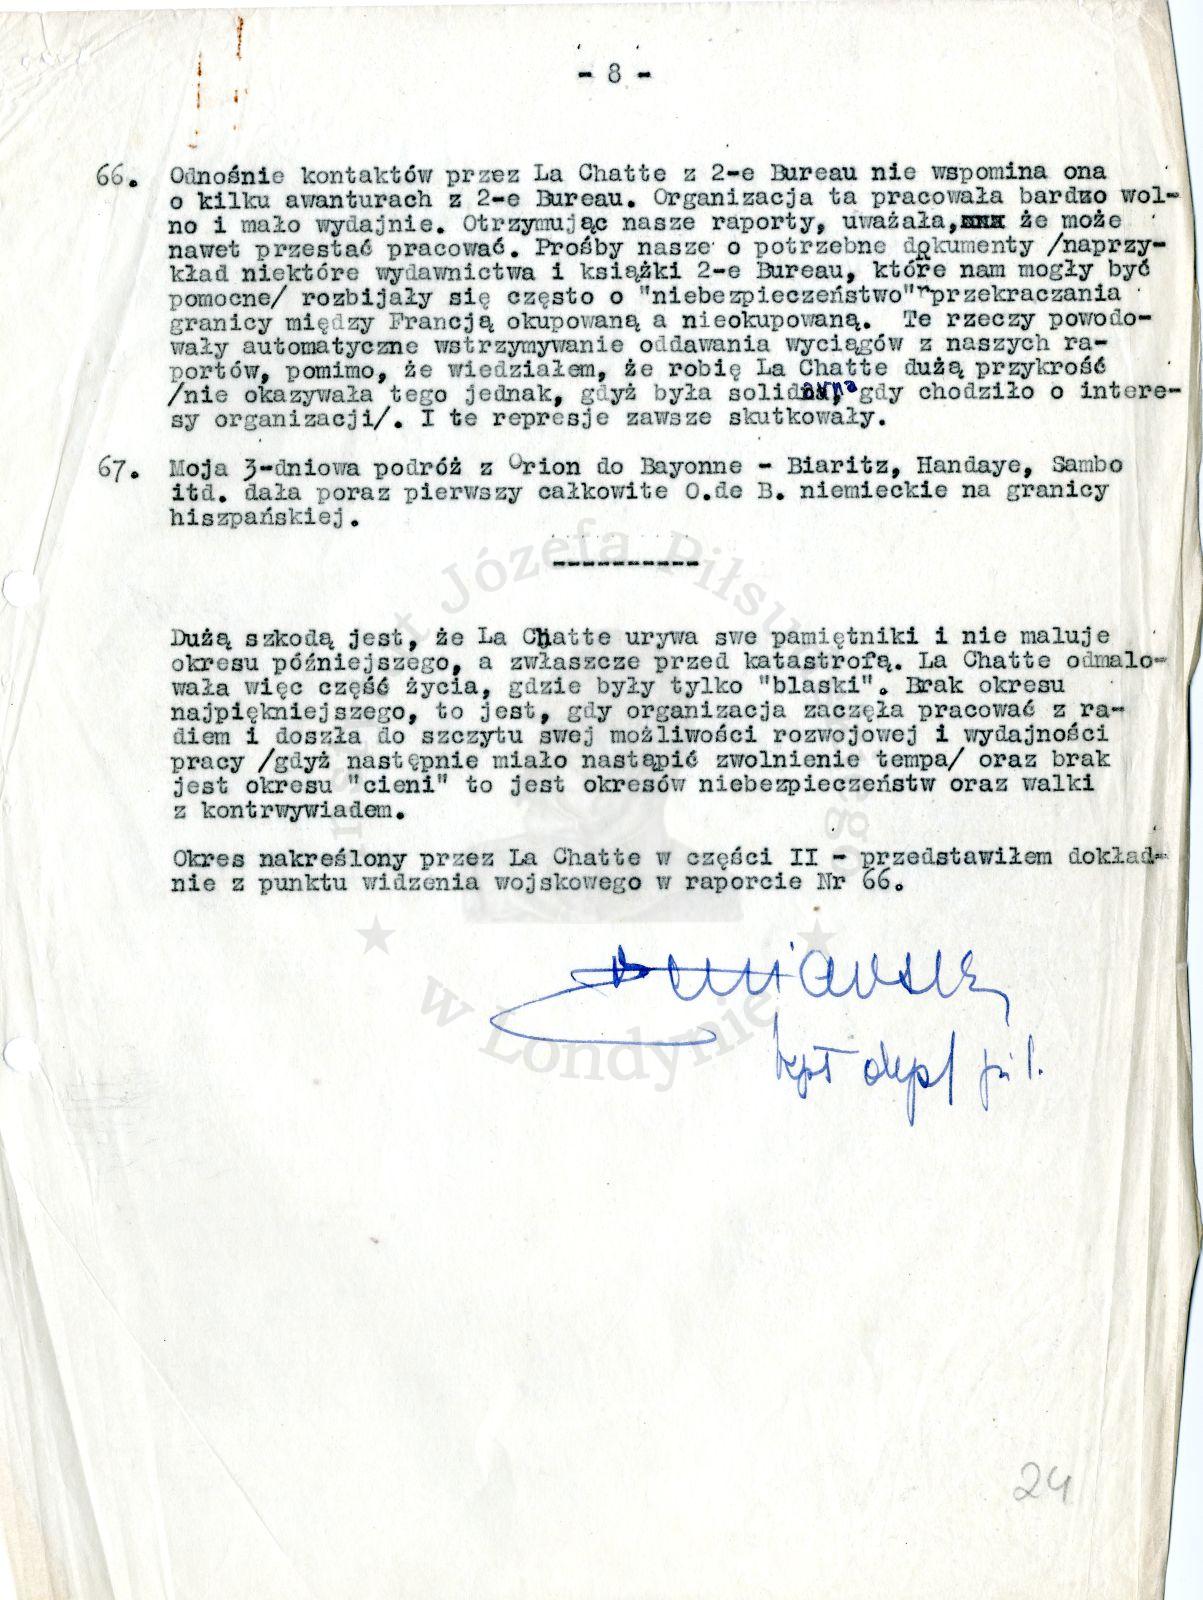 - 8 -
66. Odnośnie kontaktów przez La Chatte z 2-e Bureau nie wspomina ona
o kilku awanturach z 2-e Bureau. Organizacja ta pracowała bardzo wol-
no i mało wydajnie. Otrzymując nasze raporty, uważała, że może
nawet przestać pracować. Prośby nasze o potrzebne dokumenty /naprzy-
kład niektóre wydawnictwa i książki 2-e Bureau, które nam mogły być
pomocne/ rozbijały się często o "niebezpieczeństwo" przekraczania
granicy między Francją okupowaną a nieokupowaną. Te rzeczy powodo-
wały automatyczne wstrzymywanie oddawania wyciągów z naszych ra-
portów, pomimo, że wiedziałem, że robię La Chatte dużą przykrość
/nie okazywała tego jednak, gdyż była solidarna, gdy chodziło o intere-
sy organizacji/. I te represje zawsze skutkowały.
67. Moja 3-dniowa podróż z Orion do Bayonne - Biaritz, Handaye, Sambo
itd. dała poraz pierwszy całkowite O.de B. niemieckie na granicy
hiszpańskiej.
----------
Dużą szkodą jest, że La Chatte urywa swe pamiętniki i nie maluje
okresu późniejszego, a zwłaszcze przed katastrofą. La Chatte odmalo-
wała więc część życia, gdzie były tylko "blaski". Brak okresu
najpiękniejszego, to jest, gdy organizacja zaczęła pracować z ra-
diem i doszła do szczytu swej możliwości rozwojowej i wydajności
pracy /gdyż następnie miało nastąpić zwolnienie tempa/ oraz brak
jest okresu "cieni" to jest okresów niebezpieczeństw oraz walki
z kontrwywiadem.
Okres nakreślony przez La Chatte w części II - przedstawiłem dokład-
nie z punktu widzenia wojskowego w raporcie Nr 66.
kpt dypl pil.
24
w Londynie